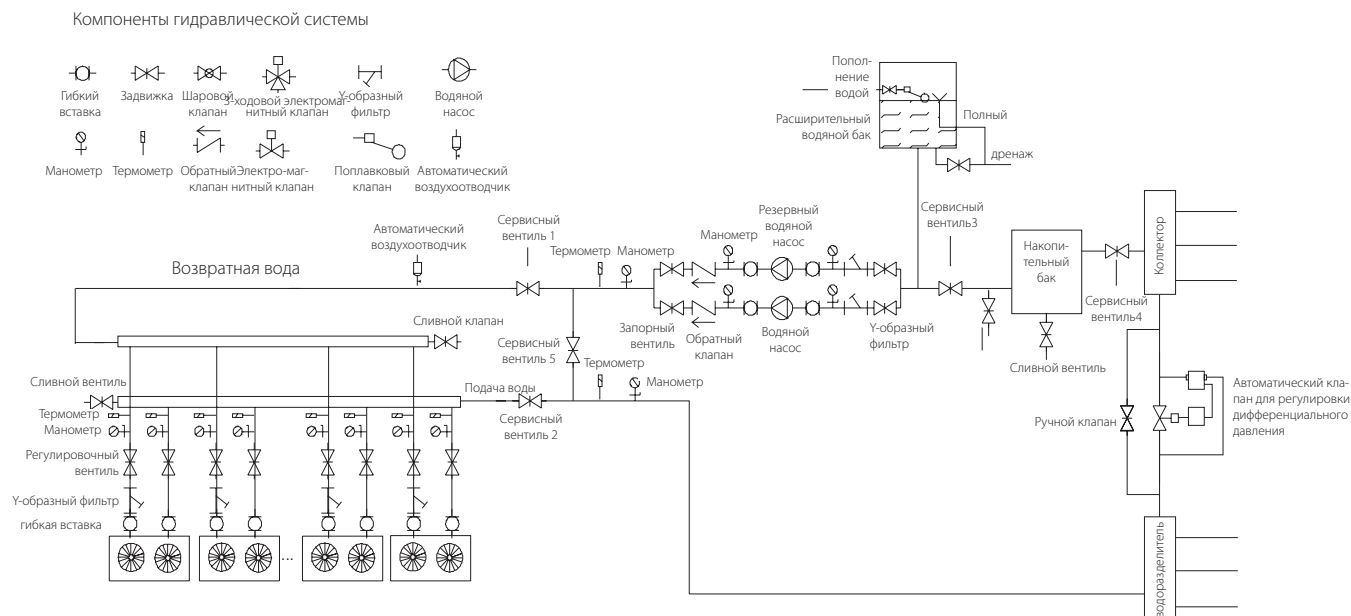 Компоненты гидравлической системы
Гибкий
вставка
Задвижка
Шаровой
клапан
3-ходовой электромаг-
нитный клапан
Y-образный
фильтр
Водяной
насос
Манометр
Термометр
Обратный
клапан
Электро-маг-
нитный клапан
Поплавковый
клапан
Автоматический
воздухоотводчик
Попол-
нение
водой
Расширительный
водяной бак
Полный
дренаж
Автоматический
воздухоотводчик
Сервисный
вентиль 1
Термометр
Манометр
Манометр
Резервный
водяной
насос
Сервисный
вентиль3
Накопи-
тельный
бак
Коллектор
Возвратная вода
Сервисный
вентиль4
Сливной клапан
Сервисный
вентиль 5
Запорный
вентиль
Обратный
клапан
Водяной
насос
Y-образный
фильтр
Сливной вентиль
Термометр
Манометр
Сливной вентиль
Подача воды
Сервисный
вентиль 2
Термометр
Манометр
Регулировочный
вентиль
Y-образный фильтр
гибкая вставка
...
Ручной клапан
Автоматический кла-
пан для регулировки
дифференциального
давления
водоразделитель